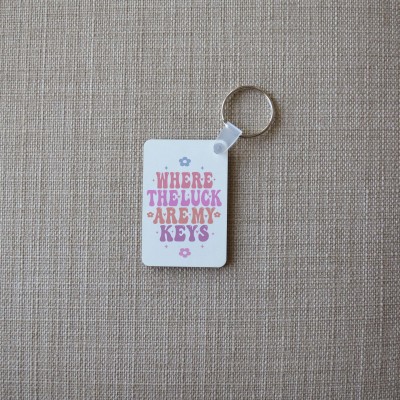 WHERE
THE LUCK
ARE MY
KEYS